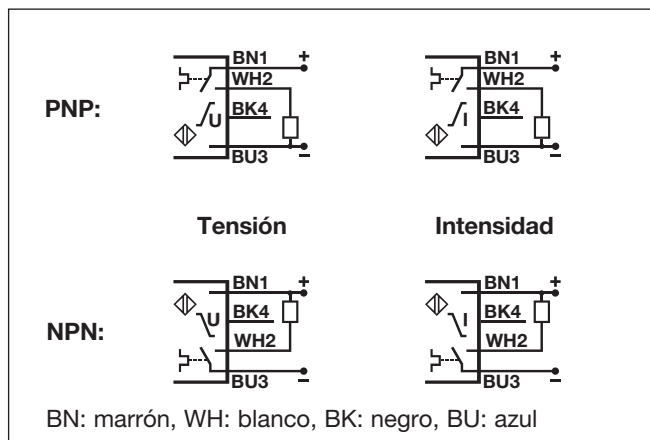 PNP:
BN1 +
WH2
BK4
U
BU3 −
BN1 +
WH2
BK4
I
BU3 −
Tensión Intensidad
NPN:
BN1 +
BK4
U
WH2
BU3 −
BN1 +
BK4
I
WH2
BU3 −
BN: marrón, WH: blanco, BK: negro, BU: azul